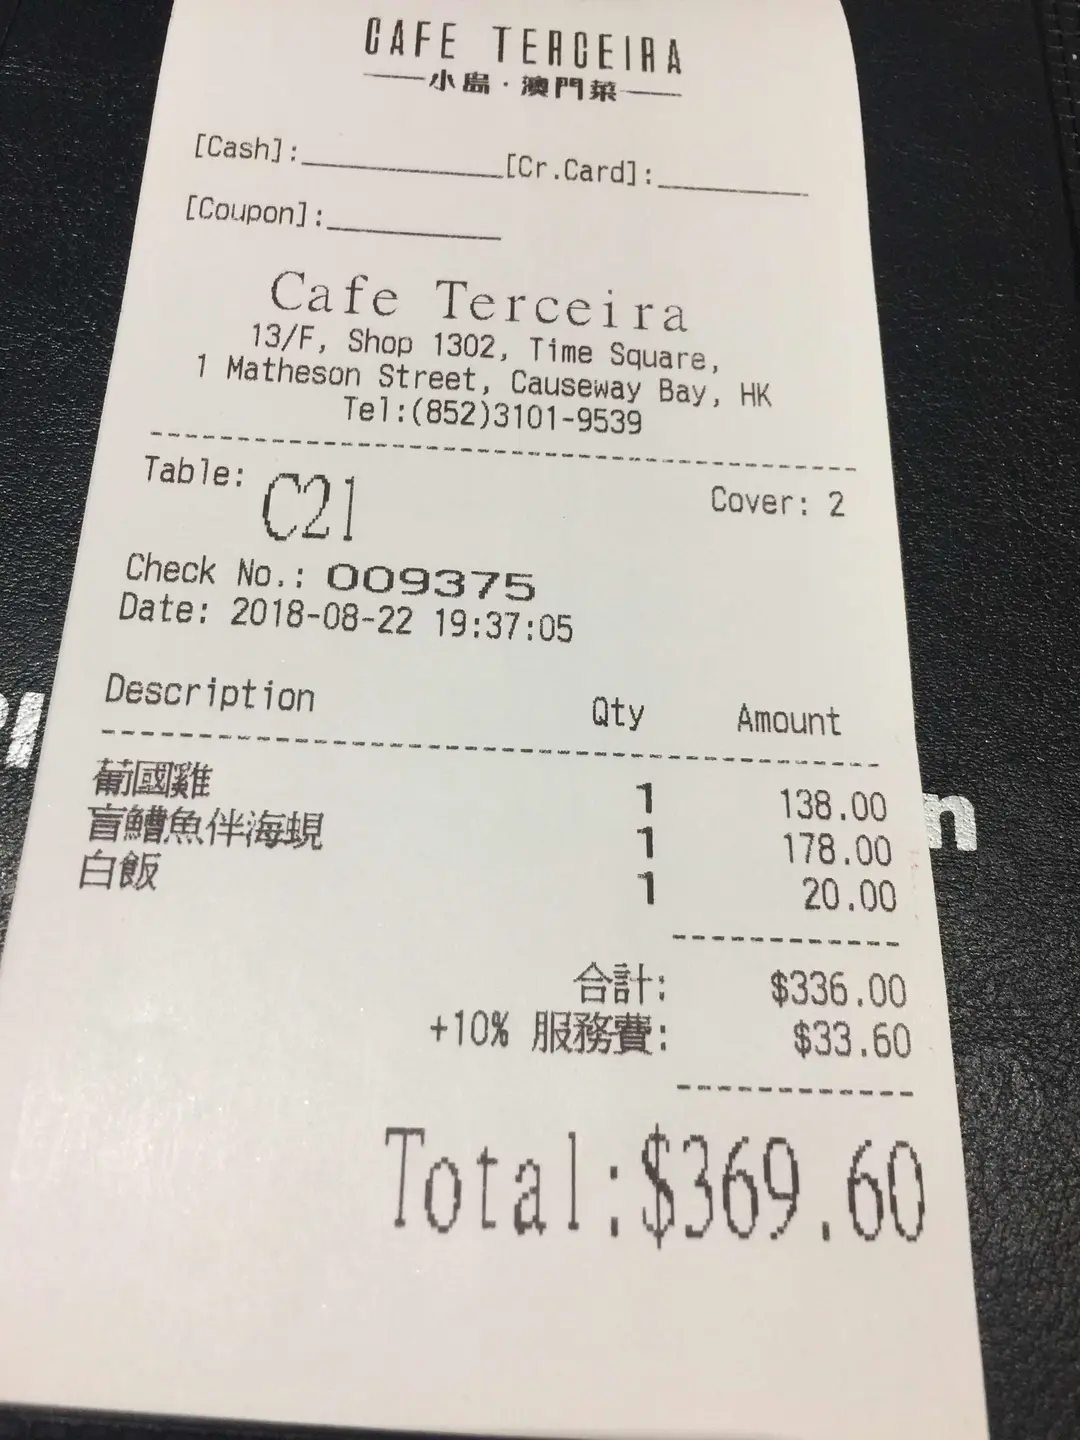 CAFE TERCEIRA
小島·澳門菜
[Cash]:__________[Cr.Card]:________
[Coupon]:_________
Cafe Terceira
13/F, Shop 1302, Time Square,
1 Matheson Street, Causeway Bay, HK
Tel:(852)3101-9539
Table: C21 Cover: 2
Check No.: 009375
Date: 2018-08-22 19:37:05
Description Qty Amount
葡國雞 1 138.00
盲鰽魚伴海蜆 1 178.00
白飯 1 20.00
合計: $336.00
+10% 服務費: $33.60
Total:$369.60